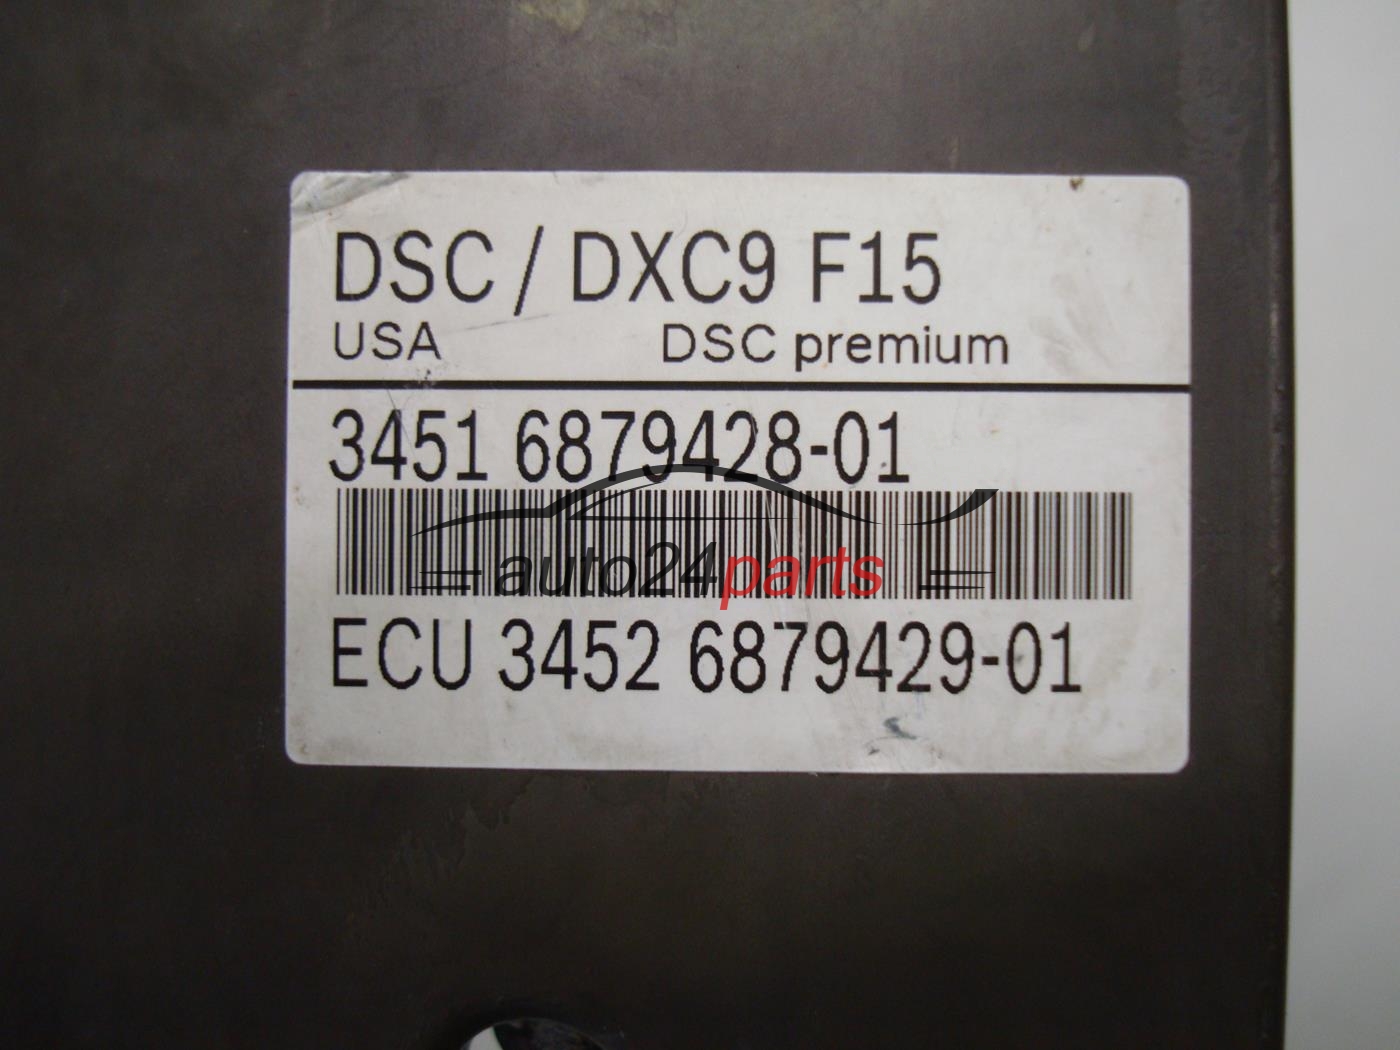 DSC / DXC9 F15
USA DSC premium
3451 6879428-01
auto24parts
ECU 3452 6879429-01